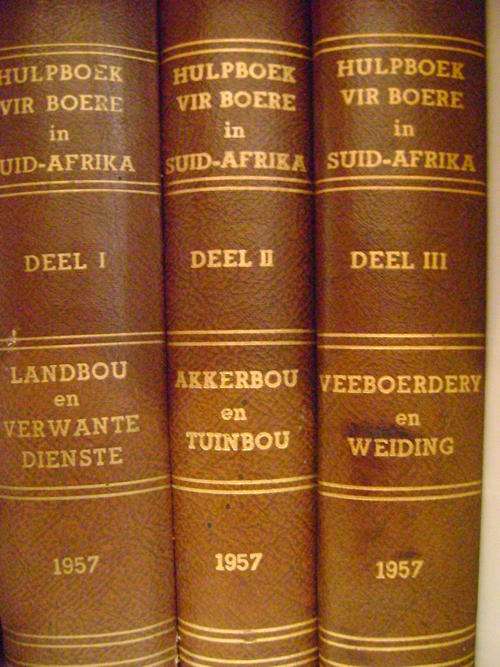 HULPBOEK
VIR BOERE
in
SUID-AFRIKA
DEEL I
LANDBOU
en
VERWANTE
DIENSTE
1957
HULPBOEK
VIR BOERE
in
SUID-AFRIKA
DEEL II
AKKERBOU
en
TUINBOU
1957
HULPBOEK
VIR BOERE
in
SUID-AFRIKA
DEEL III
VEEBOERDERY
en
WEIDING
1957